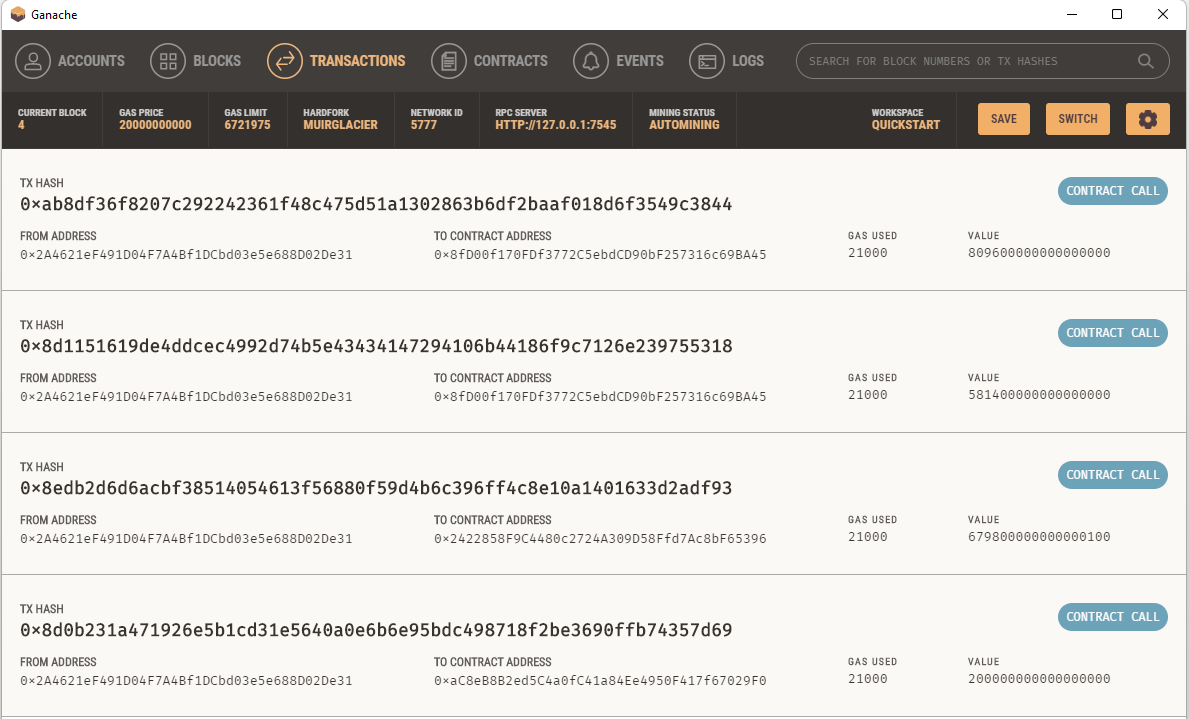 Ganache
ACCOUNTS BLOCKS TRANSACTIONS CONTRACTS EVENTS LOGS SEARCH FOR BLOCK NUMBERS OR TX HASHES
CURRENT BLOCK GAS PRICE GAS LIMIT HARDFORK NETWORK ID RPC SERVER MINING STATUS WORKSPACE SAVE SWITCH
4 20000000000 6721975 MUIRGLACIER 5777 HTTP://127.0.0.1:7545 AUTOMINING QUICKSTART
TX HASH CONTRACT CALL
0×ab8df36f8207c292242361f48c475d51a1302863b6df2baaf018d6f3549c3844
FROM ADDRESS TO CONTRACT ADDRESS GAS USED VALUE
0×2A4621eF491D04F7A4Bf1DCbd03e5e688D02De31 0×8fD00f170FDf3772C5ebdCD90bF257316c69BA45 21000 809600000000000000
TX HASH CONTRACT CALL
0×8d1151619de4ddcec4992d74b5e43434147294106b44186f9c7126e239755318
FROM ADDRESS TO CONTRACT ADDRESS GAS USED VALUE
0×2A4621eF491D04F7A4Bf1DCbd03e5e688D02De31 0×8fD00f170FDf3772C5ebdCD90bF257316c69BA45 21000 581400000000000000
TX HASH CONTRACT CALL
0×8edb2d6d6acbf38514054613f56880f59d4b6c396ff4c8e10a1401633d2adf93
FROM ADDRESS TO CONTRACT ADDRESS GAS USED VALUE
0×2A4621eF491D04F7A4Bf1DCbd03e5e688D02De31 0×2422858F9C4480c2724A309D58Ffd7Ac8bF65396 21000 679800000000000100
TX HASH CONTRACT CALL
0×8d0b231a471926e5b1cd31e5640a0e6b6e95bdc498718f2be3690ffb74357d69
FROM ADDRESS TO CONTRACT ADDRESS GAS USED VALUE
0×2A4621eF491D04F7A4Bf1DCbd03e5e688D02De31 0×aC8eB8B2ed5C4a0fC41a84Ee4950F417f67029F0 21000 200000000000000000